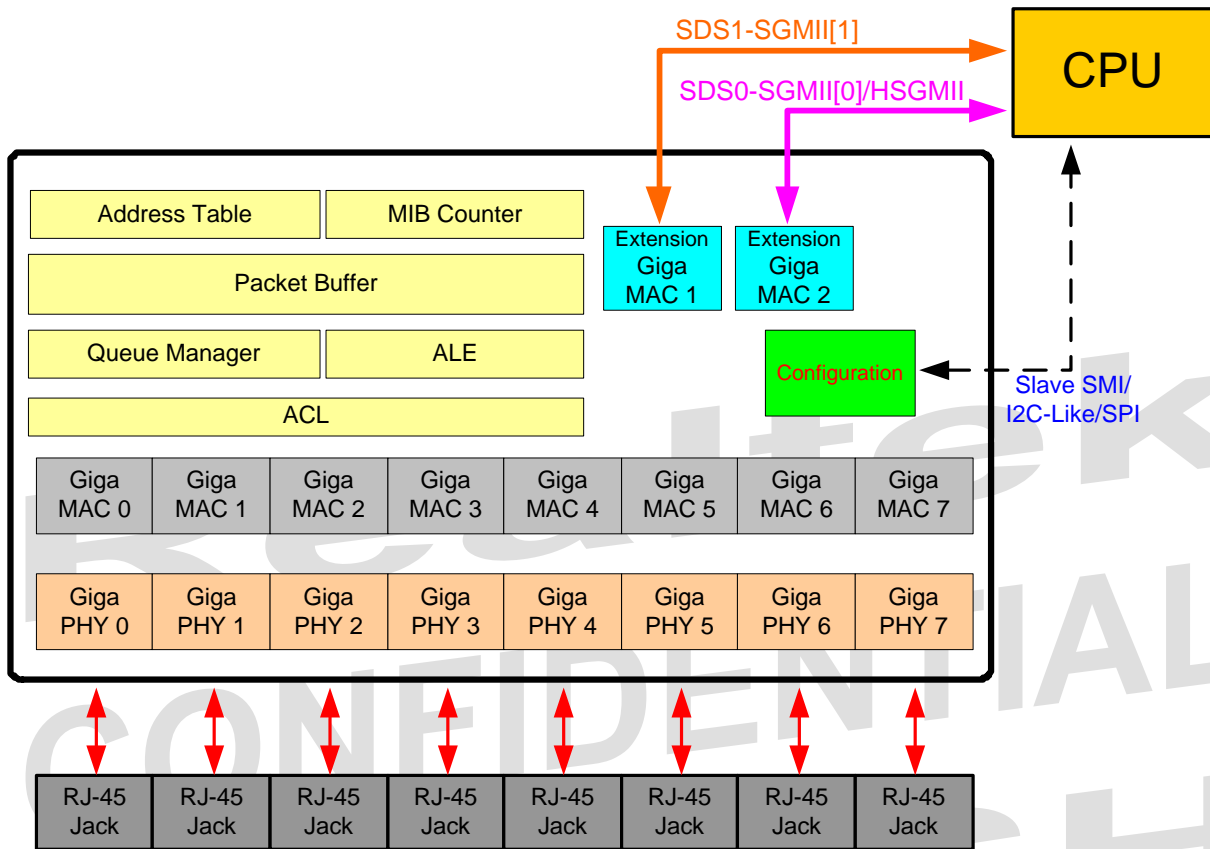 SDS1-SGMII[1]
CPU
SDS0-SGMII[0]/HSGMII
Address Table
MIB Counter
Extension
Giga
MAC 1
Extension
Giga
MAC 2
Packet Buffer
Queue Manager
ALE
Configuration
Slave SMI/
I2C-Like/SPI
ACL
Giga
MAC 0
Giga
MAC 1
Giga
MAC 2
Giga
MAC 3
Giga
MAC 4
Giga
MAC 5
Giga
MAC 6
Giga
MAC 7
Giga
PHY 0
Giga
PHY 1
Giga
PHY 2
Giga
PHY 3
Giga
PHY 4
Giga
PHY 5
Giga
PHY 6
Giga
PHY 7
RJ-45
Jack
RJ-45
Jack
RJ-45
Jack
RJ-45
Jack
RJ-45
Jack
RJ-45
Jack
RJ-45
Jack
RJ-45
Jack
Realtek
CONFIDENTIAL